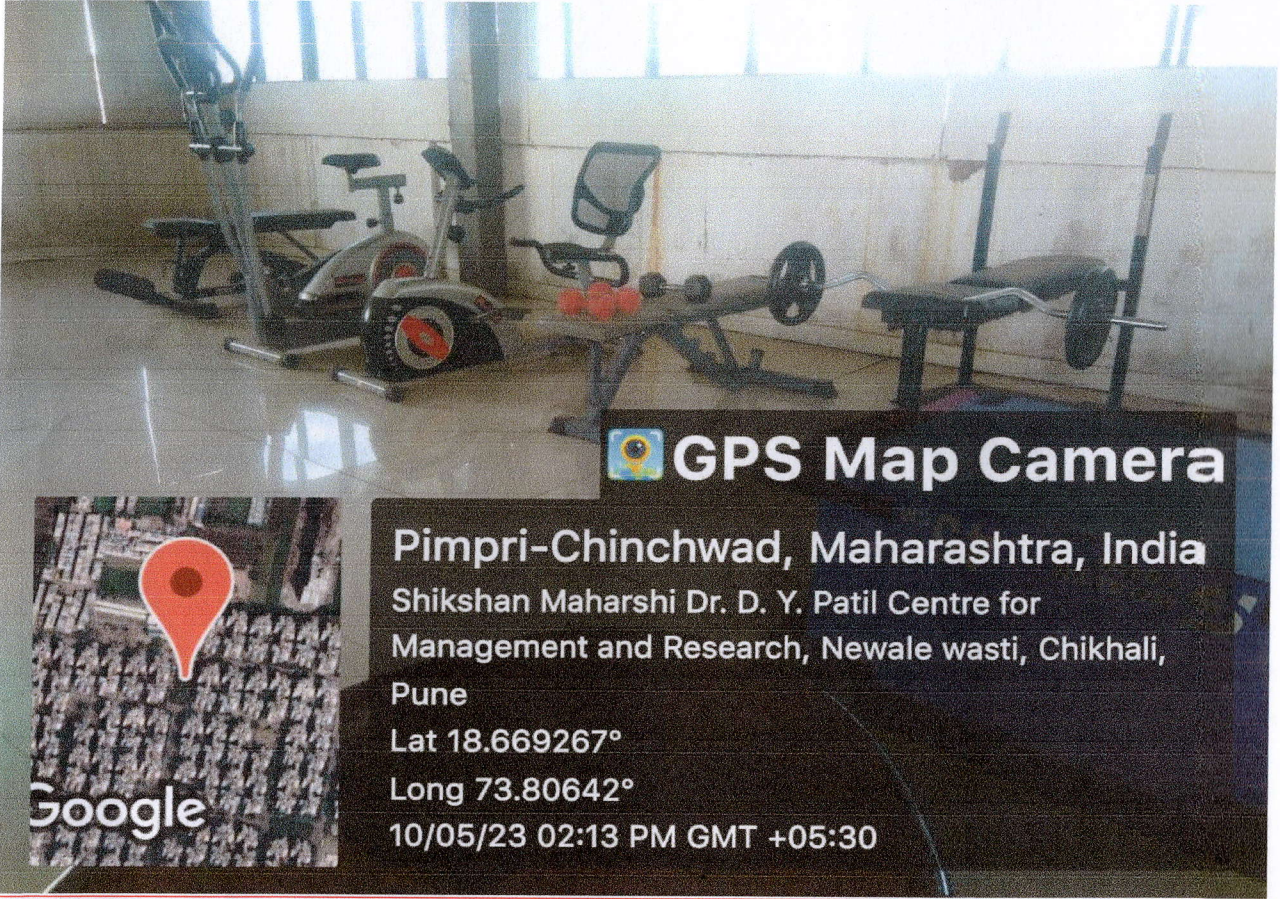 GPS Map Camera
Pimpri-Chinchwad, Maharashtra, India
Shikshan Maharshi Dr. D. Y. Patil Centre for
Management and Research, Newale wasti, Chikhali,
Pune
Lat 18.669267°
Long 73.80642°
10/05/23 02:13 PM GMT +05:30
Google